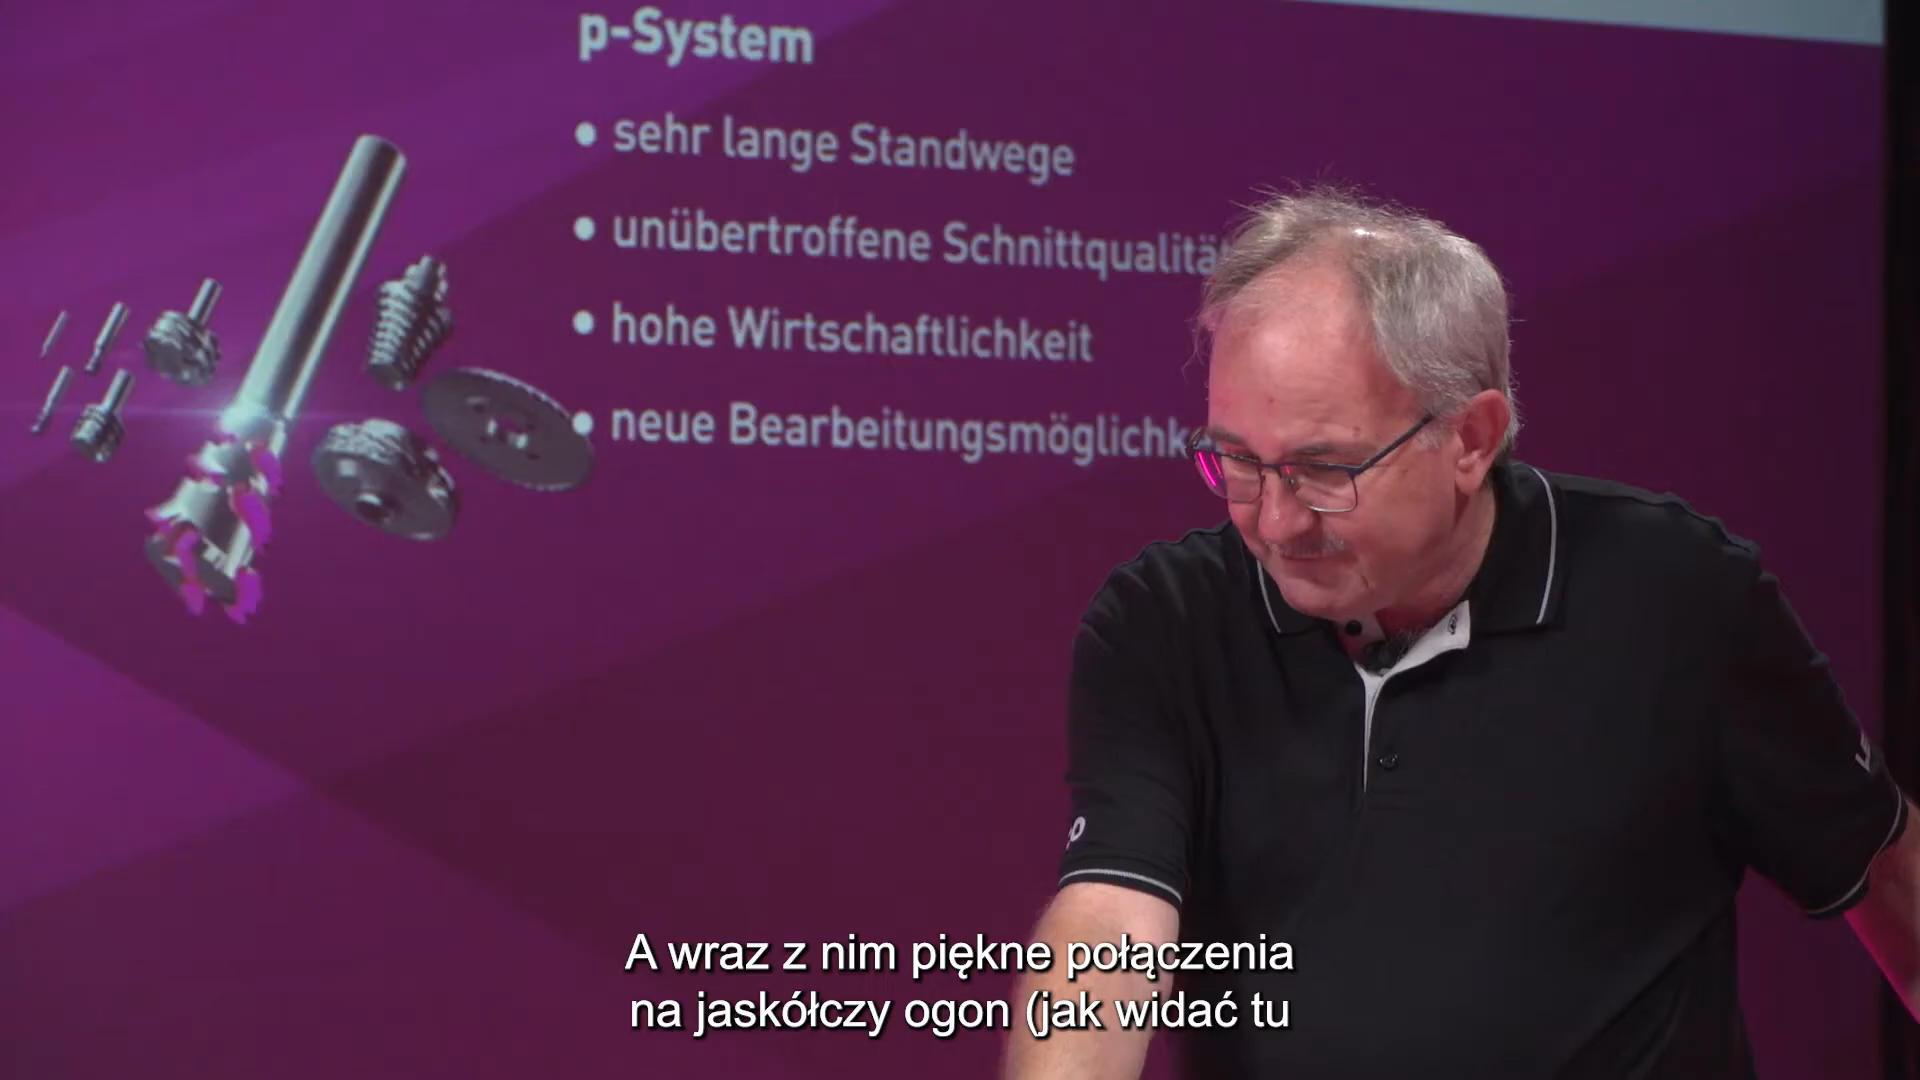 p-System
• sehr lange Standwege
• unübertroffene Schnittqualitä
• hohe Wirtschaftlichkeit
• neue Bearbeitungsmöglichk
A wraz z nim piękne połączenia
na jaskółczy ogon (jak widać tu